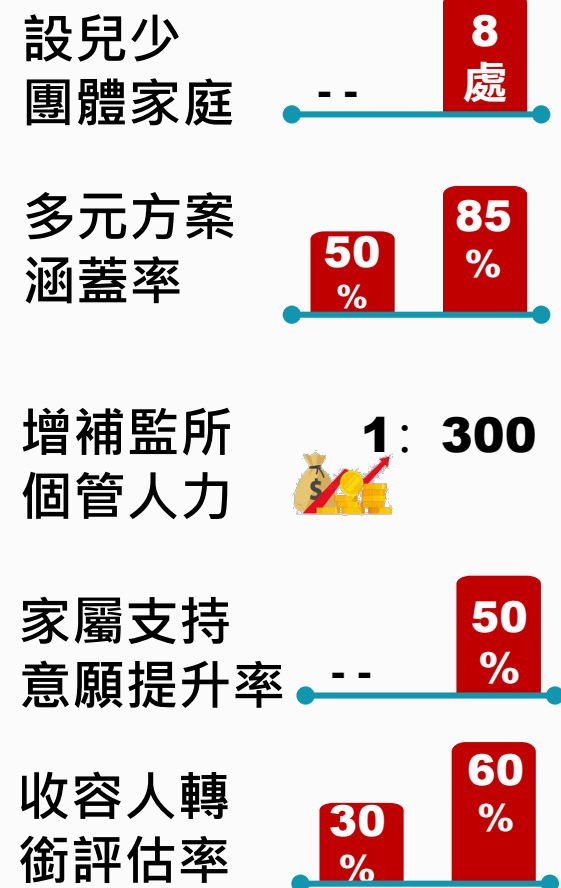 設兒少
團體家庭
--
8
處
多元方案
涵蓋率
50
%
85
%
增補監所
個管人力
1：300
$
家屬支持
意願提升率
--
50
%
收容人轉
銜評估率
30
%
60
%